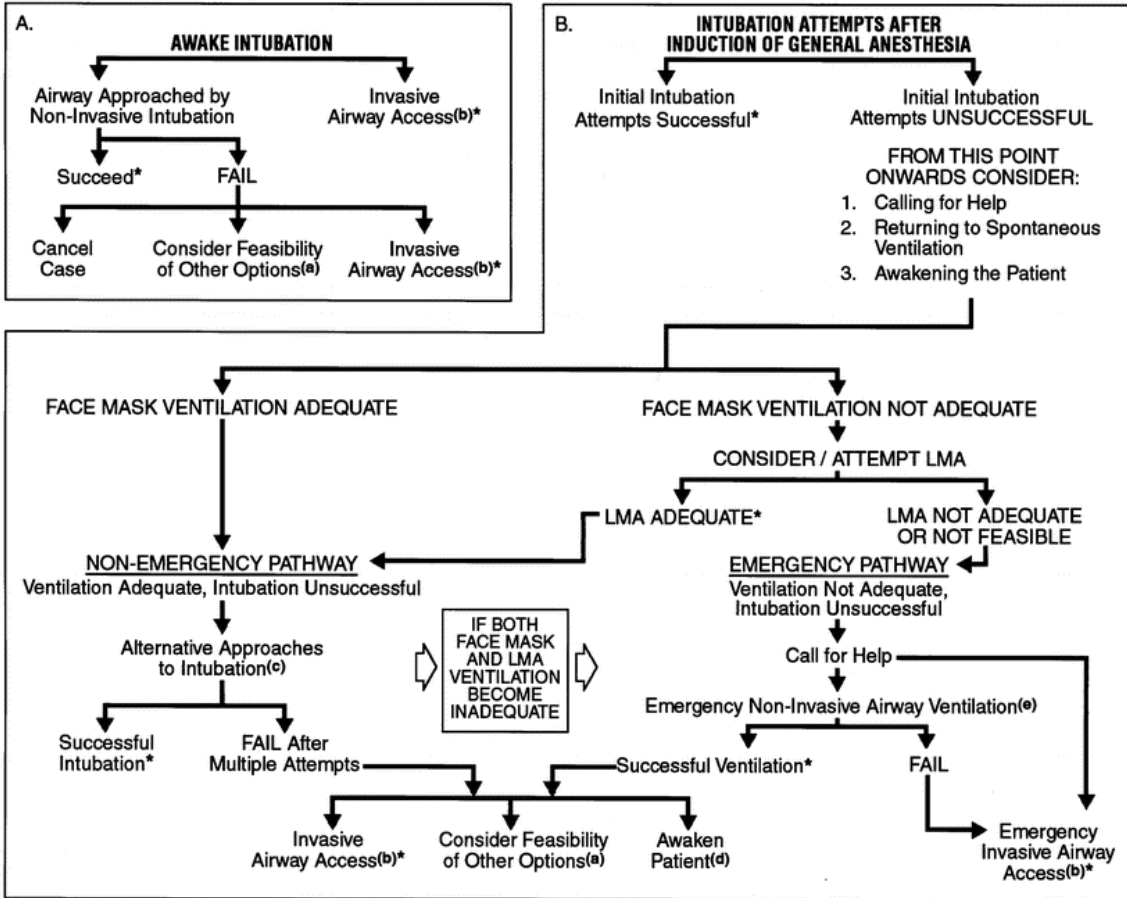 A.
AWAKE INTUBATION
Airway Approached by
Non-Invasive Intubation
Invasive
Airway Access(b)*
Succeed*
FAIL
Cancel
Case
Consider Feasibility
of Other Options(a)
Invasive
Airway Access(b)*
B.
INTUBATION ATTEMPTS AFTER
INDUCTION OF GENERAL ANESTHESIA
Initial Intubation
Attempts Successful*
Initial Intubation
Attempts UNSUCCESSFUL
FROM THIS POINT
ONWARDS CONSIDER:
1. Calling for Help
2. Returning to Spontaneous
Ventilation
3. Awakening the Patient
FACE MASK VENTILATION ADEQUATE
FACE MASK VENTILATION NOT ADEQUATE
CONSIDER / ATTEMPT LMA
LMA ADEQUATE*
LMA NOT ADEQUATE
OR NOT FEASIBLE
NON-EMERGENCY PATHWAY
Ventilation Adequate, Intubation Unsuccessful
EMERGENCY PATHWAY
Ventilation Not Adequate,
Intubation Unsuccessful
Alternative Approaches
to Intubation(c)
IF BOTH
FACE MASK
AND LMA
VENTILATION
BECOME
INADEQUATE
Call for Help
Emergency Non-Invasive Airway Ventilation(e)
Successful
Intubation*
FAIL After
Multiple Attempts
Successful Ventilation*
FAIL
Invasive
Airway Access(b)*
Consider Feasibility
of Other Options(a)
Awaken
Patient(d)
Emergency
Invasive Airway
Access(b)*